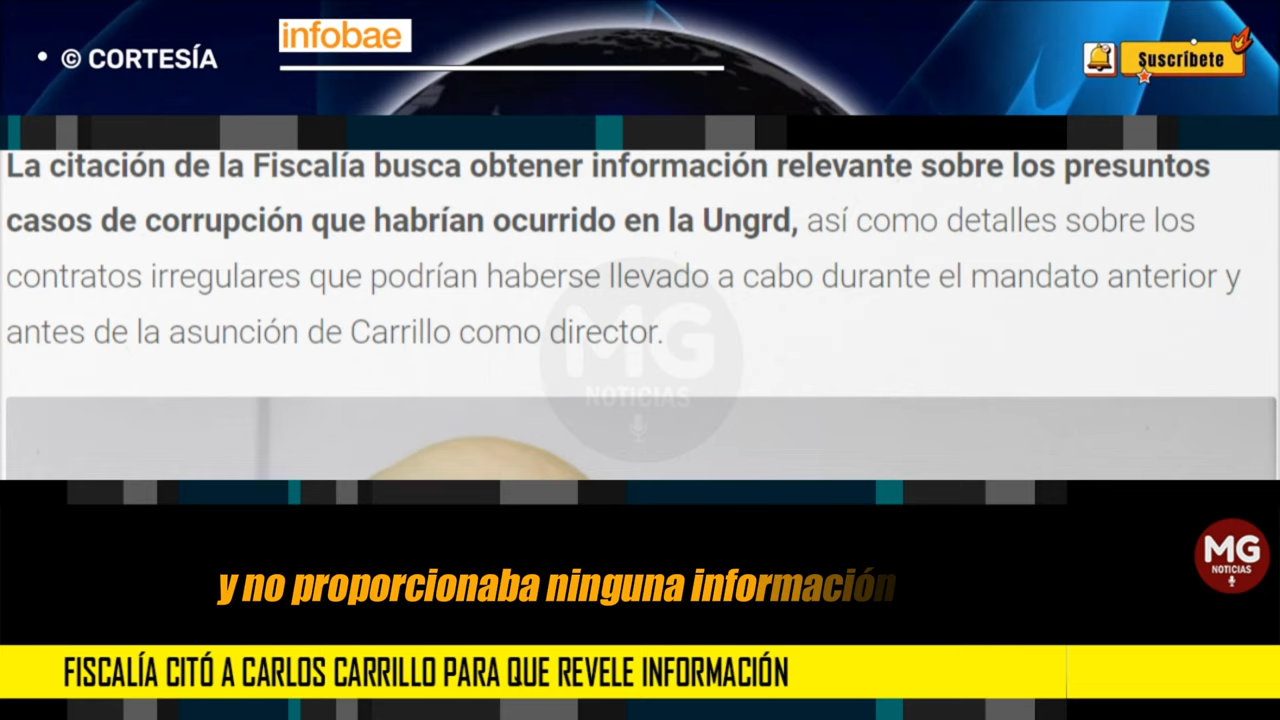 • © CORTESÍA
infobae
Suscríbete
La citación de la Fiscalía busca obtener información relevante sobre los presuntos
casos de corrupción que habrían ocurrido en la Ungrd, así como detalles sobre los
contratos irregulares que podrían haberse llevado a cabo durante el mandato anterior y
antes de la asunción de Carrillo como director.
MG
NOTICIAS
y no proporcionaba ninguna información
MG
NOTICIAS
FISCALÍA CITÓ A CARLOS CARRILLO PARA QUE REVELE INFORMACIÓN